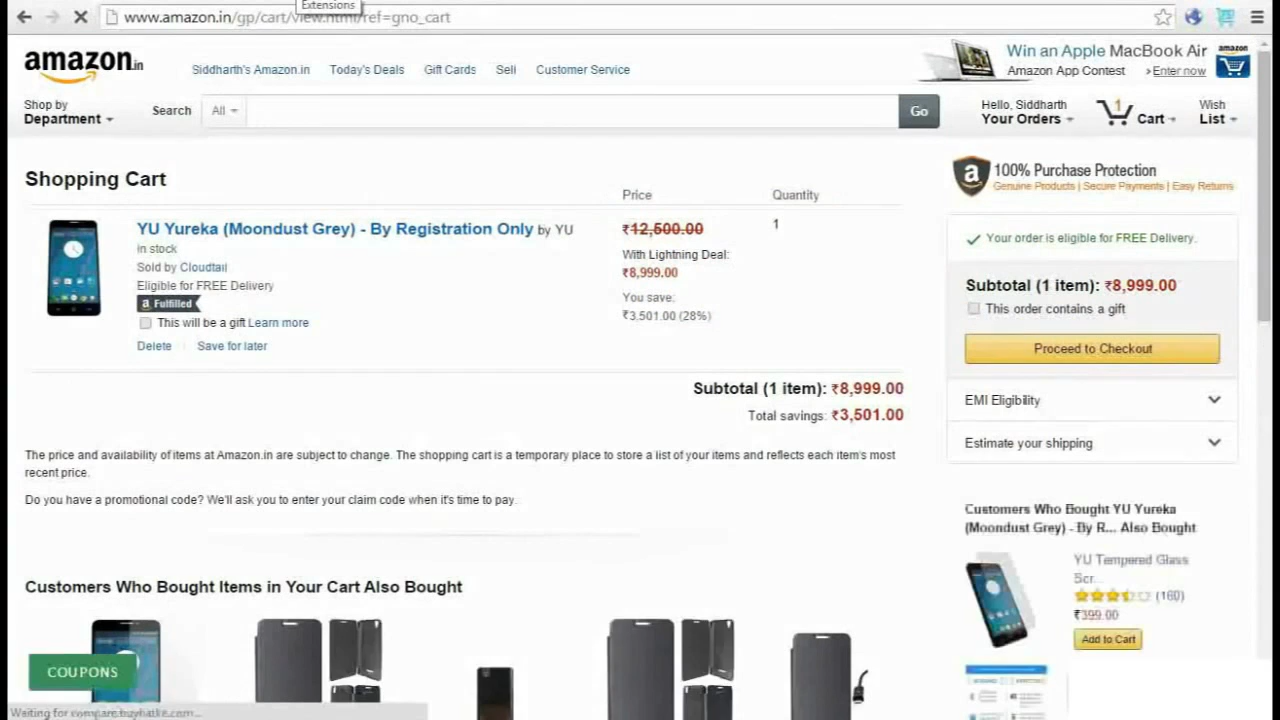 Extensions
www.amazon.in/gp/cart/view.html/ref=gno_cart
amazon.in
Siddharth's Amazon.in Today's Deals Gift Cards Sell Customer Service
Win an Apple MacBook Air
Amazon App Contest ›Enter now
amazon
Shop by
Department
Search All Go
Hello, Siddharth
Your Orders
1
Cart
Wish
List
Shopping Cart
Price Quantity
YU Yureka (Moondust Grey) - By Registration Only by YU
in stock
Sold by Cloudtail
Eligible for FREE Delivery
a Fulfilled
This will be a gift Learn more
Delete Save for later
₹12,500.00
With Lightning Deal:
₹8,999.00
You save:
₹3,501.00 (28%)
1
Subtotal (1 item): ₹8,999.00
Total savings: ₹3,501.00
The price and availability of items at Amazon.in are subject to change. The shopping cart is a temporary place to store a list of your items and reflects each item's most
recent price.
Do you have a promotional code? We'll ask you to enter your claim code when it's time to pay.
Customers Who Bought Items in Your Cart Also Bought
COUPONS
Waiting for compare.buyhatke.com...
a
100% Purchase Protection
Genuine Products | Secure Payments | Easy Returns
Your order is eligible for FREE Delivery.
Subtotal (1 item): ₹8,999.00
This order contains a gift
Proceed to Checkout
EMI Eligibility
Estimate your shipping
Customers Who Bought YU Yureka
(Moondust Grey) - By R... Also Bought
YU Tempered Glass
Scr...
(160)
₹399.00
Add to Cart